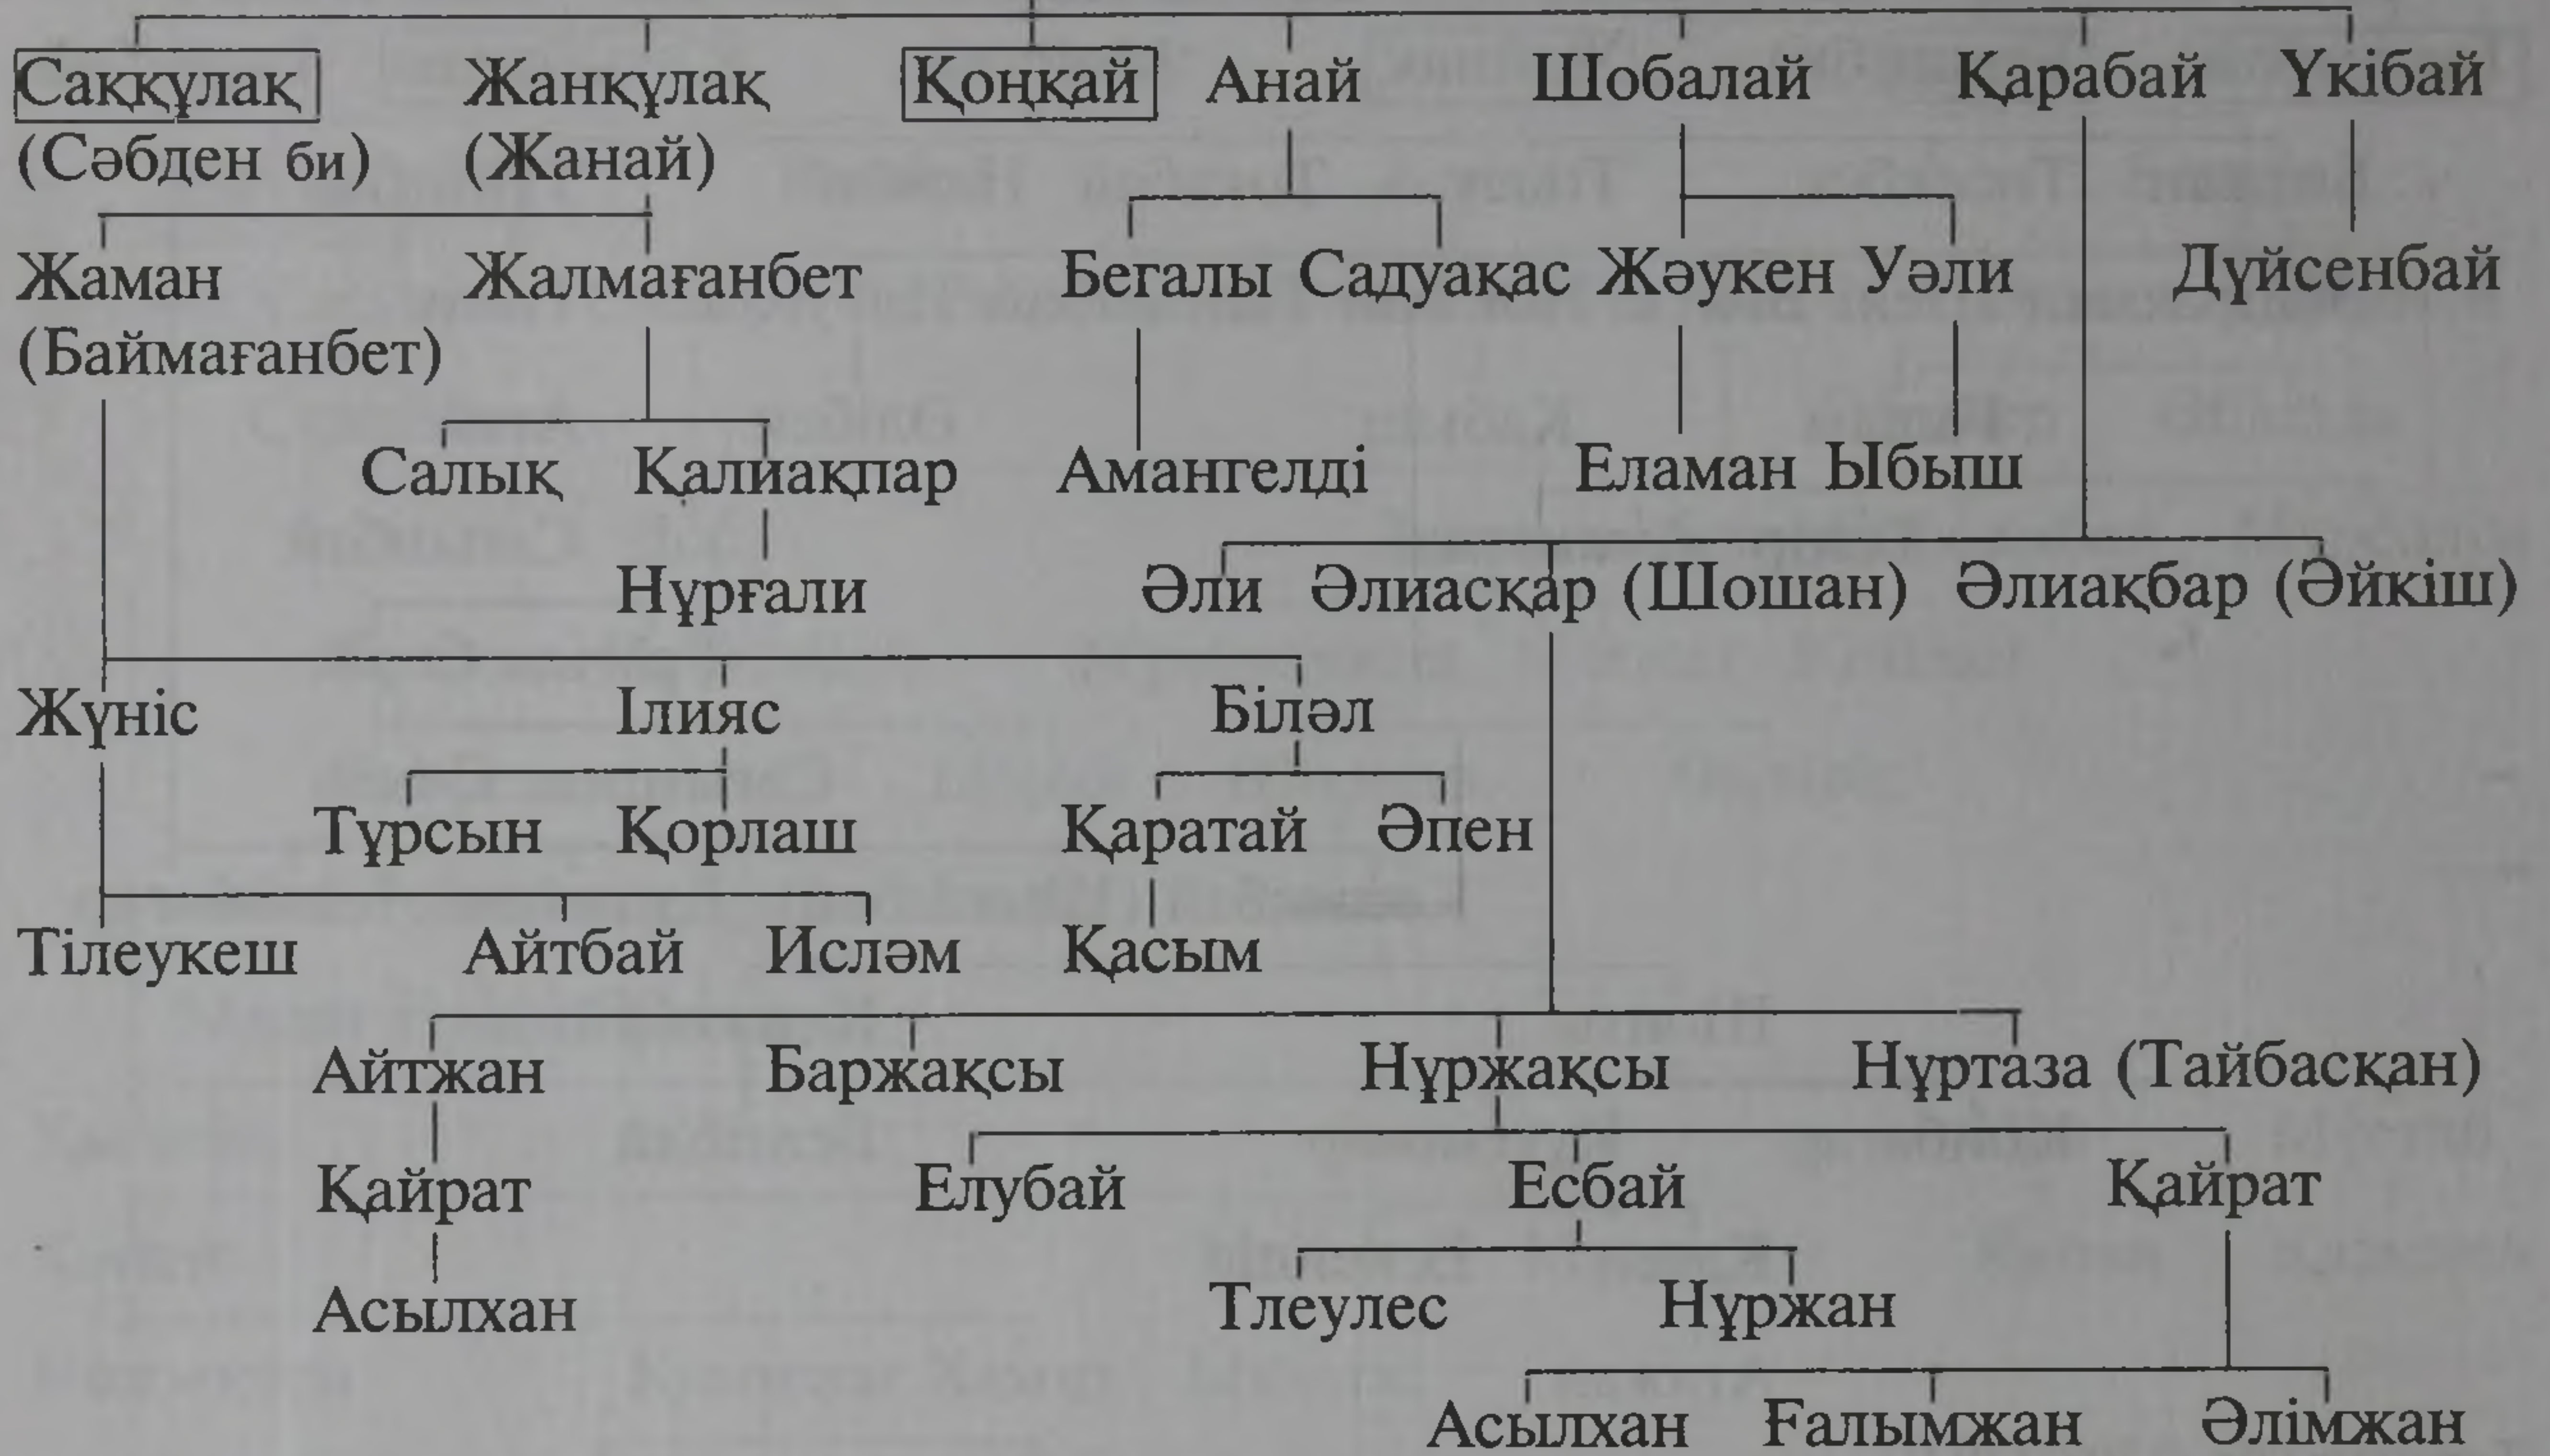 Саққұлақ Жанқұлақ Қоңқай Анай Шобалай Қарабай Үкібай
(Сәбден би) (Жанай)
Жаман Жалмағанбет Бегалы Садуақас Жәукен Уәли Дүйсенбай
(Баймағанбет)
Салық Қалиақпар Амангелді Еламан Ыбыш
Нұрғали Әли Әлиасқар (Шошан) Әлиақбар (Әйкіш)
Жүніс Ілияс Біләл
Тұрсын Қорлаш Қаратай Әпен
Тілеукеш Айтбай Исләм Қасым
Айтжан Баржақсы Нұржақсы Нұртаза (Тайбасқан)
Қайрат Елубай Есбай Қайрат
Асылхан Тлеулес Нұржан
Асылхан Ғалымжан Әлімжан